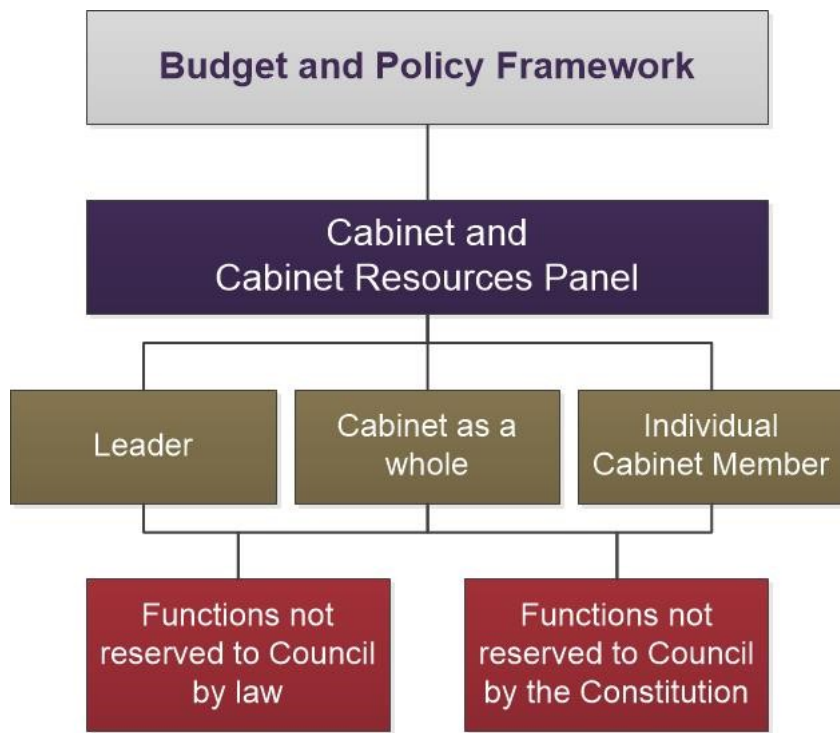 Budget and Policy Framework
Cabinet and
Cabinet Resources Panel
Leader
Cabinet as a
whole
Individual
Cabinet Member
Functions not
reserved to Council
by law
Functions not
reserved to Council
by the Constitution